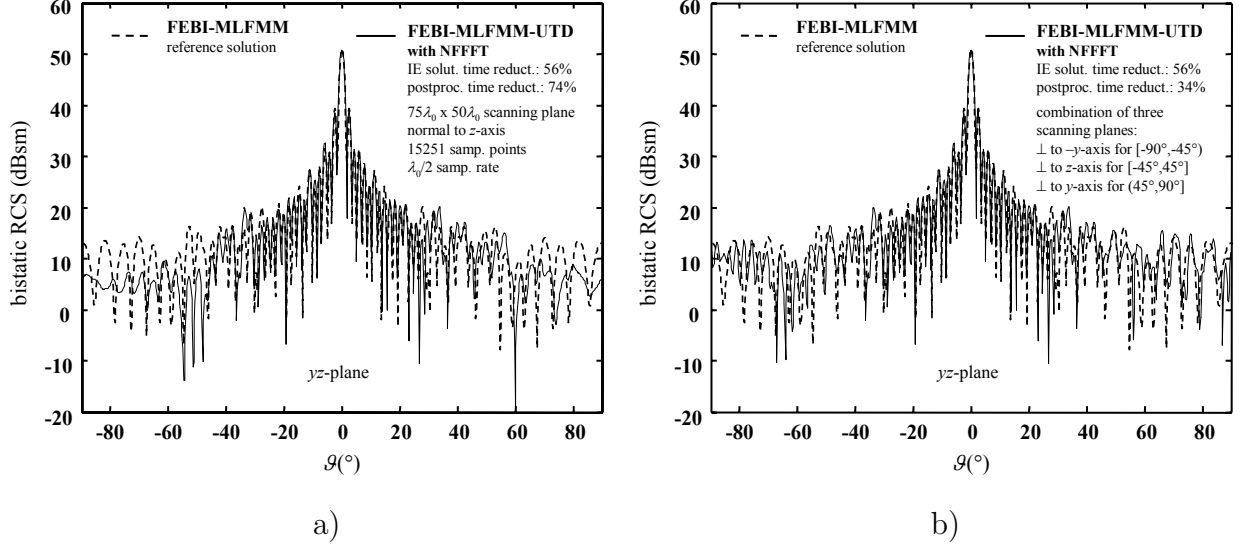 60
50
40
30
20
10
0
-10
-20
bistatic RCS (dBsm)
FEBI-MLFMM
reference solution
FEBI-MLFMM-UTD
with NFFFT
IE solut. time reduct.: 56%
postproc. time reduct.: 74%
75λ₀ x 50λ₀ scanning plane
normal to z-axis
15251 samp. points
λ₀/2 samp. rate
yz-plane
-80 -60 -40 -20 0 20 40 60 80
ϑ(°)
a)
60
50
40
30
20
10
0
-10
-20
bistatic RCS (dBsm)
FEBI-MLFMM
reference solution
FEBI-MLFMM-UTD
with NFFFT
IE solut. time reduct.: 56%
postproc. time reduct.: 34%
combination of three
scanning planes:
⊥ to –y-axis for [-90°,-45°)
⊥ to z-axis for [-45°,45°]
⊥ to y-axis for (45°,90°]
yz-plane
-80 -60 -40 -20 0 20 40 60 80
ϑ(°)
b)